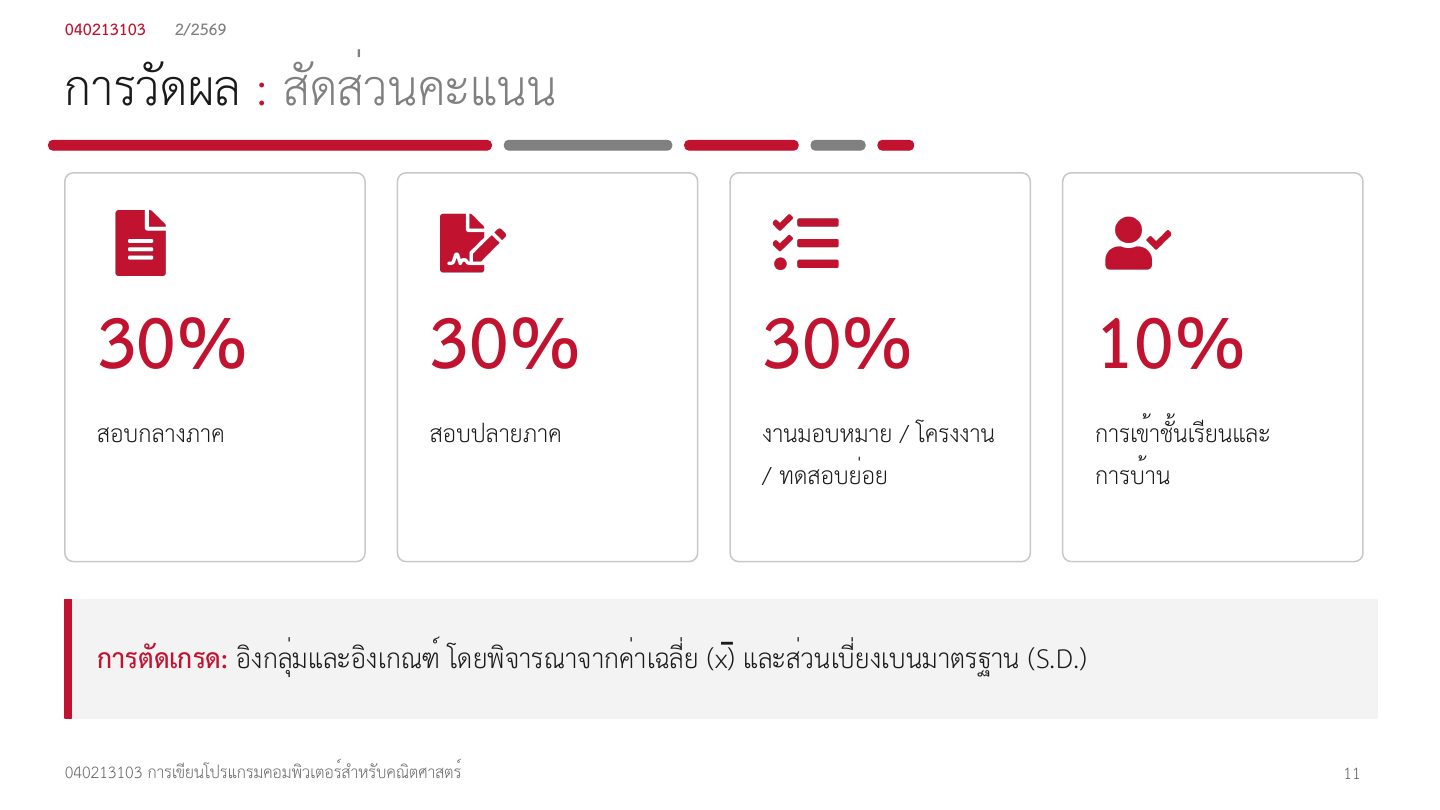 040213103 2/2569
การวัดผล : สัดส่วนคะแนน
30%
สอบกลางภาค
30%
สอบปลายภาค
30%
งานมอบหมาย / โครงงาน
/ ทดสอบย่อย
10%
การเข้าชั้นเรียนและ
การบ้าน
การตัดเกรด: อิงกลุ่มและอิงเกณฑ์ โดยพิจารณาจากค่าเฉลี่ย (x̄) และส่วนเบี่ยงเบนมาตรฐาน (S.D.)
040213103 การเขียนโปรแกรมคอมพิวเตอร์สำหรับคณิตศาสตร์
11